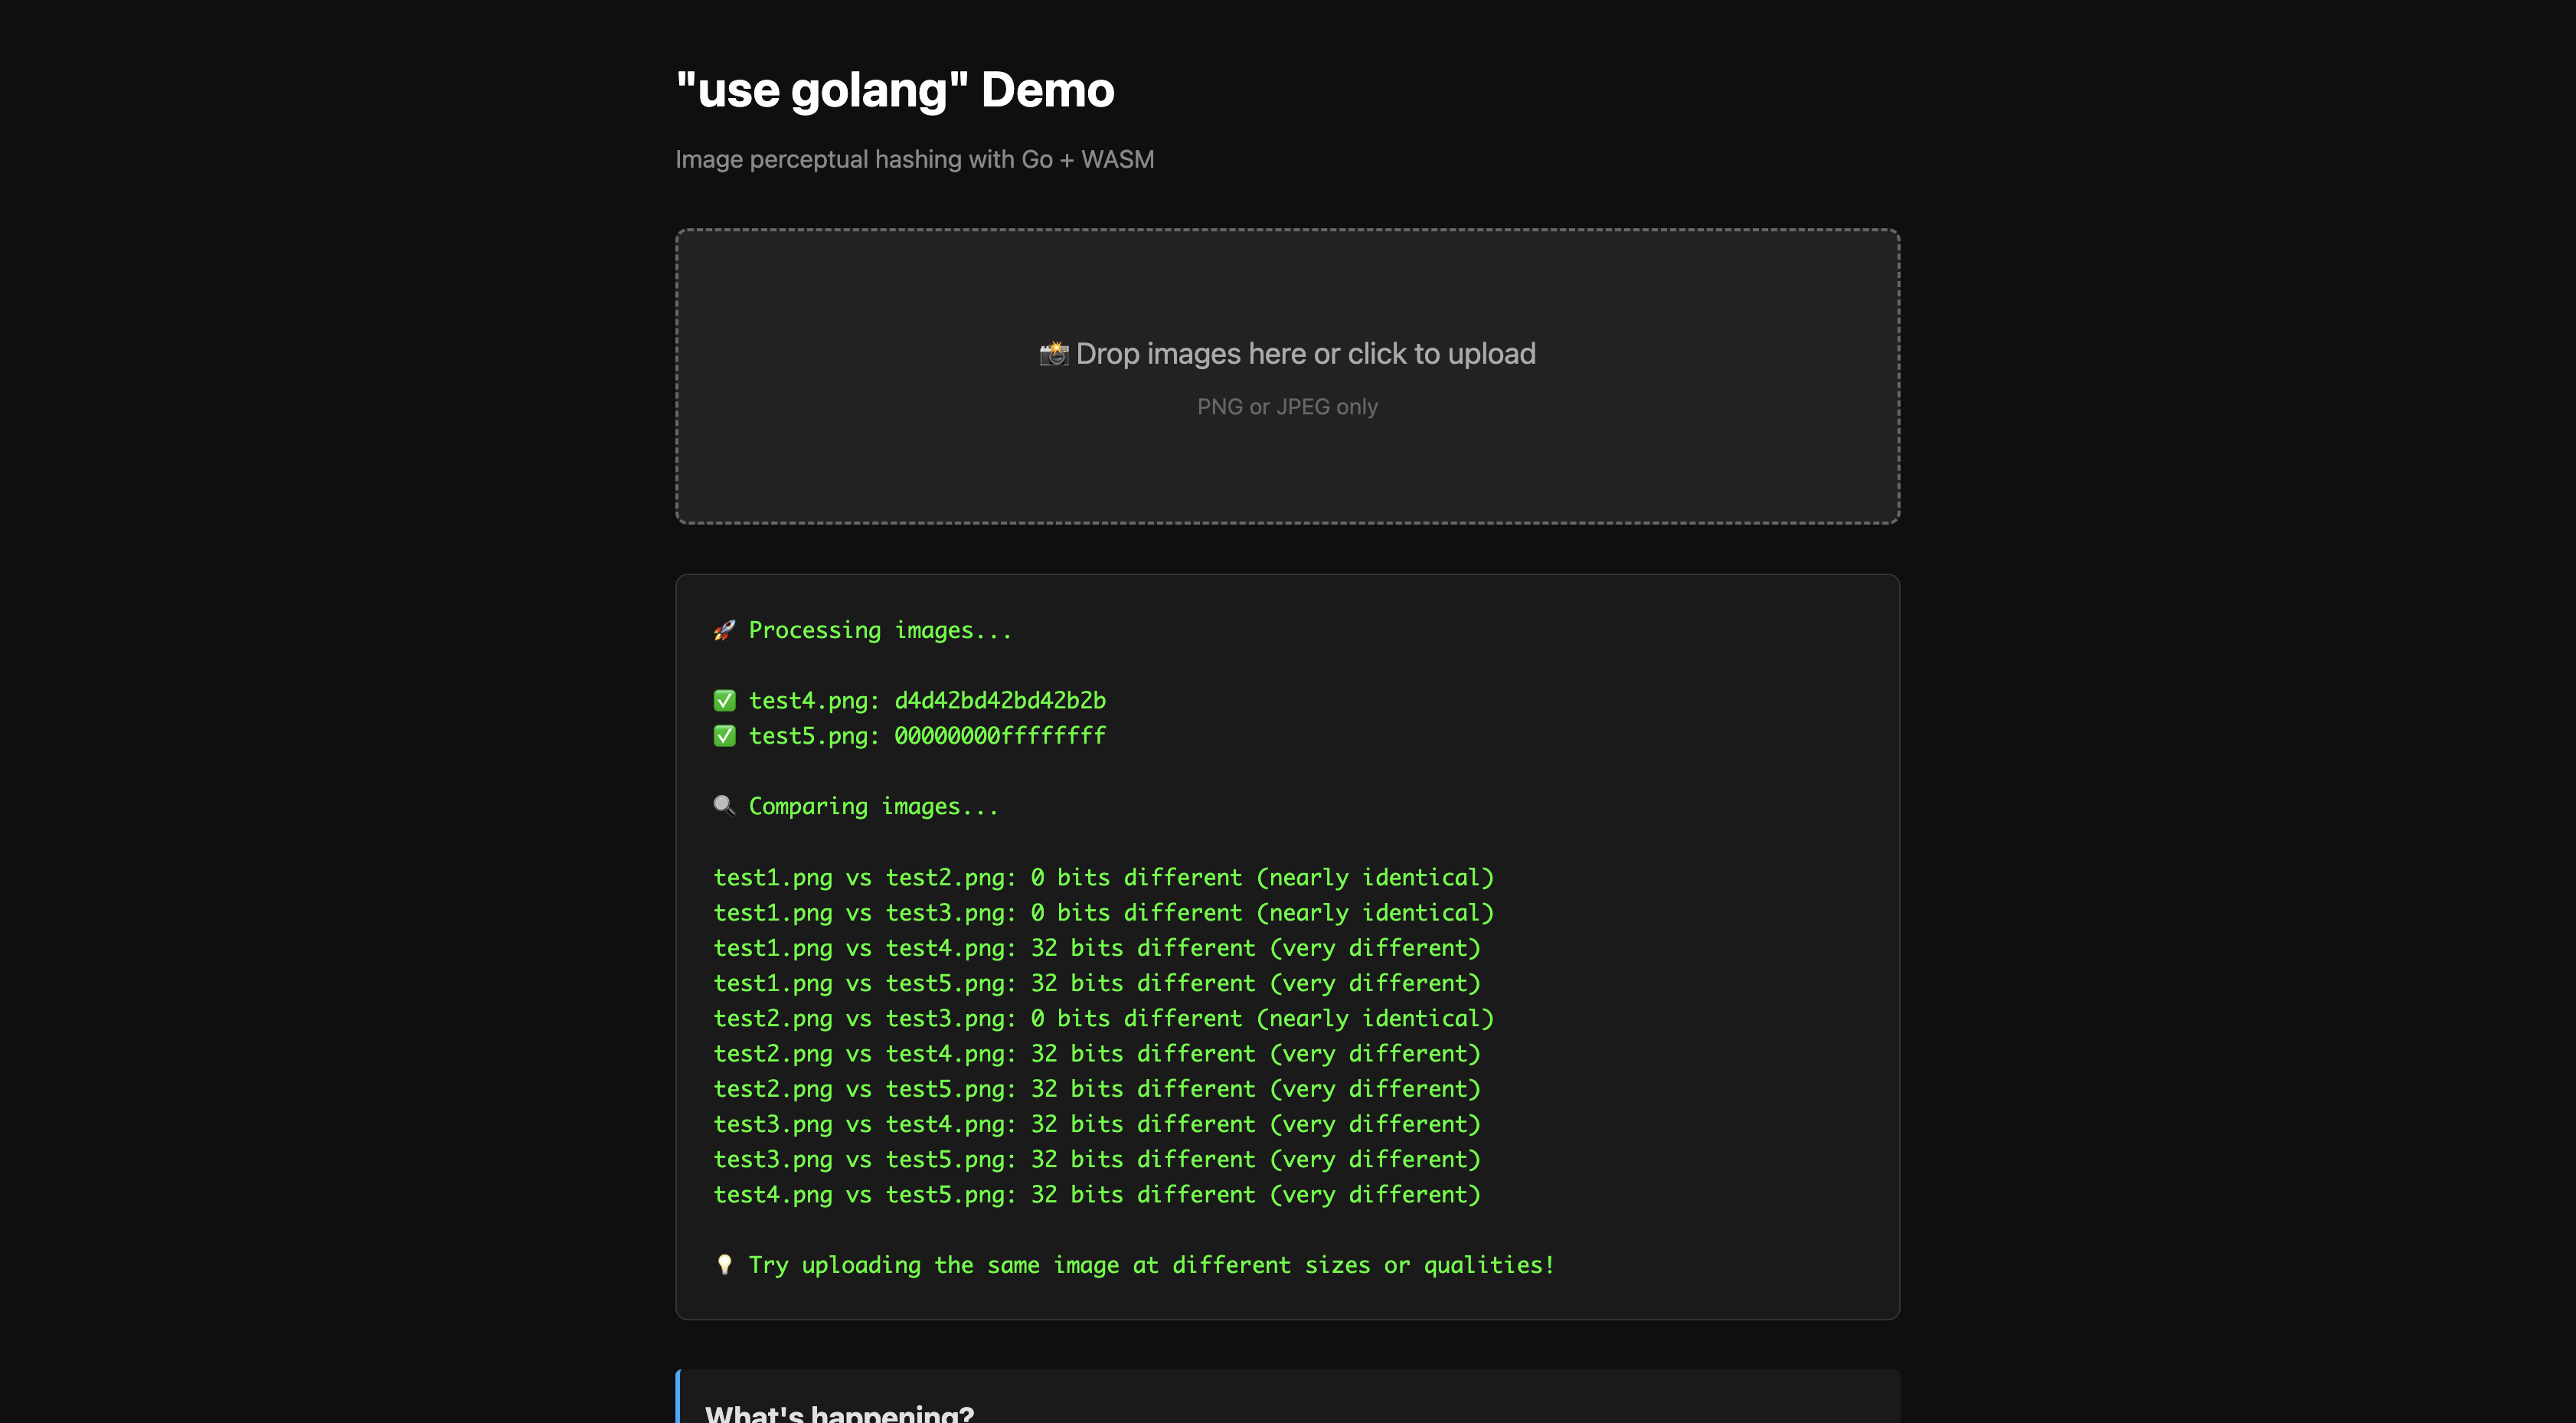 "use golang" Demo
Image perceptual hashing with Go + WASM
📸 Drop images here or click to upload
PNG or JPEG only
🚀 Processing images...
✅ test4.png: d4d42bd42bd42b2b
✅ test5.png: 00000000ffffffff
🔍 Comparing images...
test1.png vs test2.png: 0 bits different (nearly identical)
test1.png vs test3.png: 0 bits different (nearly identical)
test1.png vs test4.png: 32 bits different (very different)
test1.png vs test5.png: 32 bits different (very different)
test2.png vs test3.png: 0 bits different (nearly identical)
test2.png vs test4.png: 32 bits different (very different)
test2.png vs test5.png: 32 bits different (very different)
test3.png vs test4.png: 32 bits different (very different)
test3.png vs test5.png: 32 bits different (very different)
test4.png vs test5.png: 32 bits different (very different)
💡 Try uploading the same image at different sizes or qualities!
What's happening?